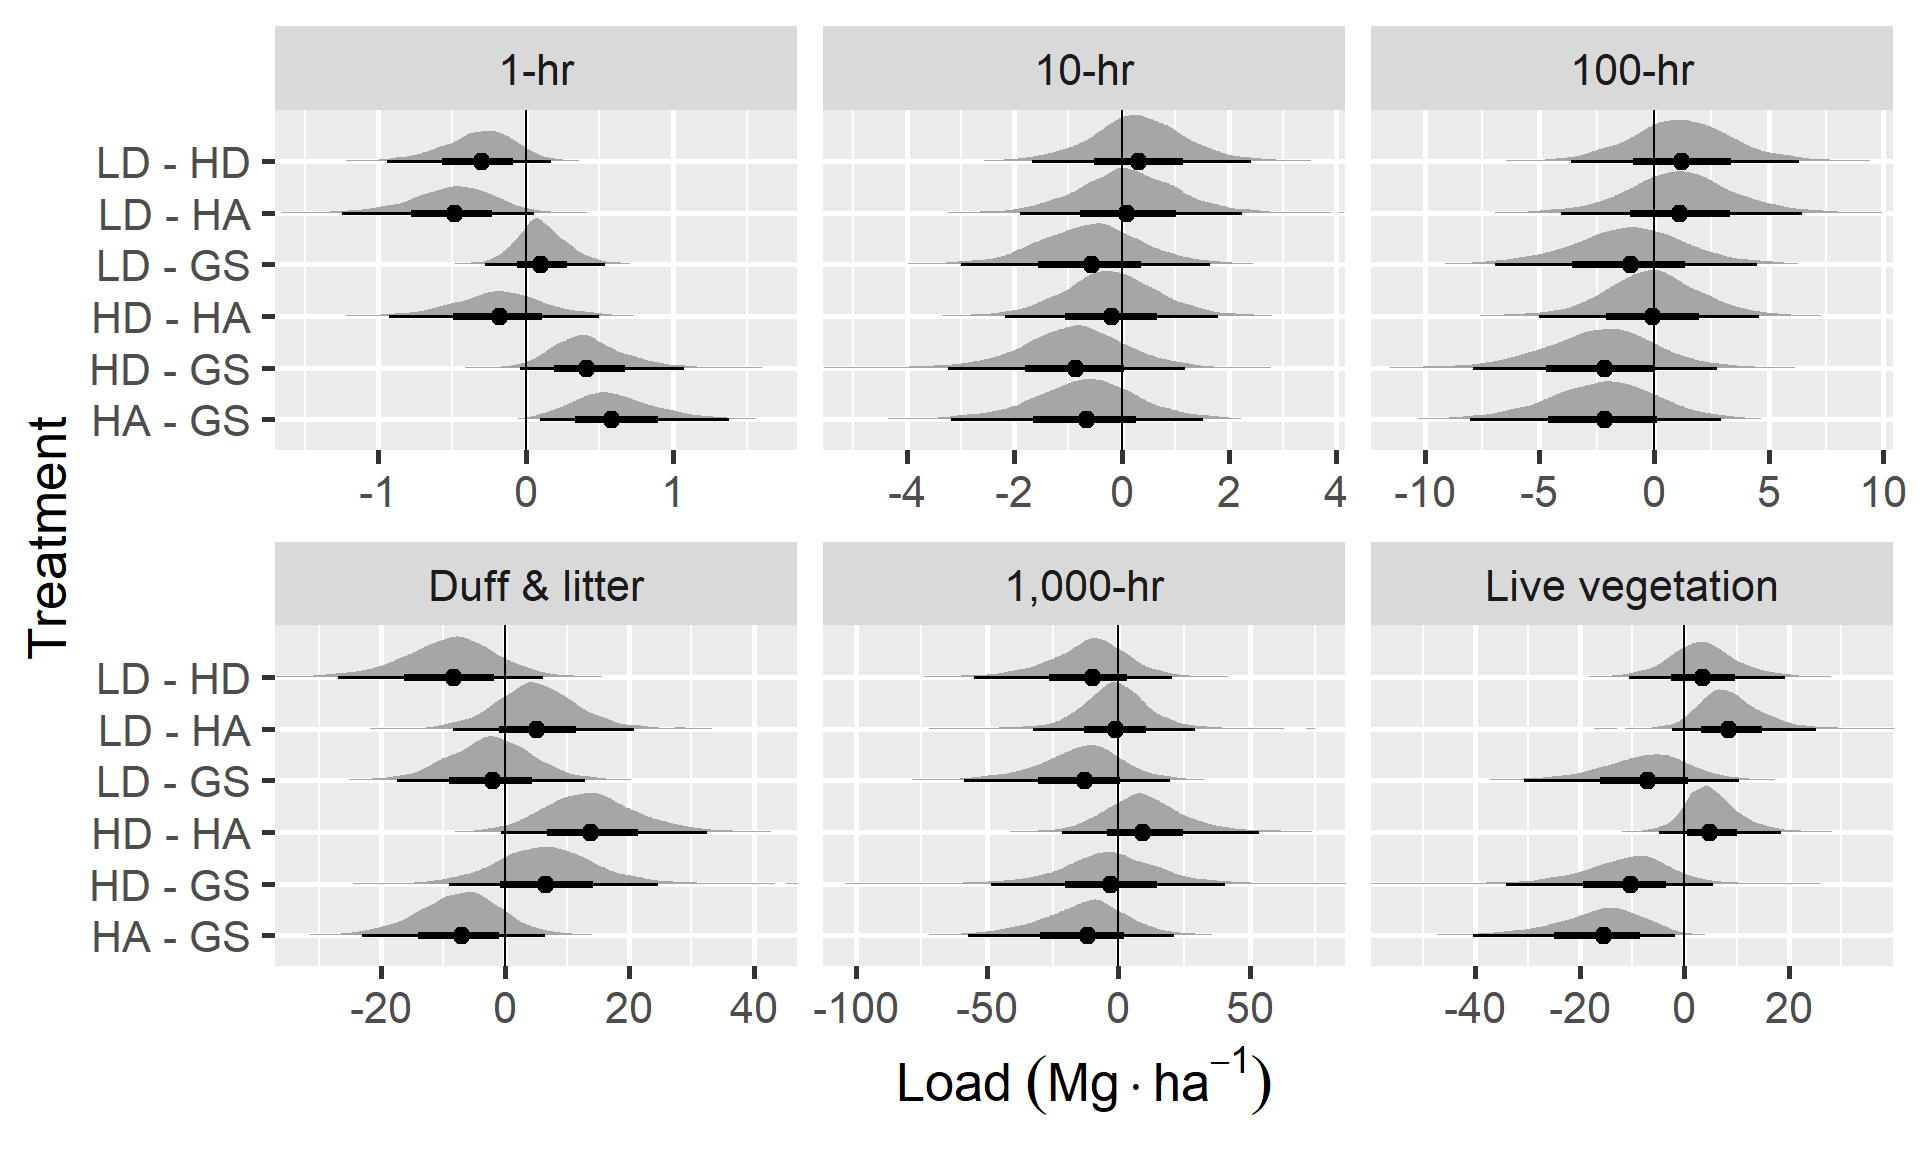 1-hr 10-hr 100-hr
LD - HD
LD - HA
LD - GS
HD - HA
HD - GS
HA - GS
-1 0 1 -4 -2 0 2 4 -10 -5 0 5 10
Treatment
Duff & litter 1,000-hr Live vegetation
LD - HD
LD - HA
LD - GS
HD - HA
HD - GS
HA - GS
-20 0 20 40 -100 -50 0 50 -40 -20 0 20
Load (Mg · ha⁻¹)